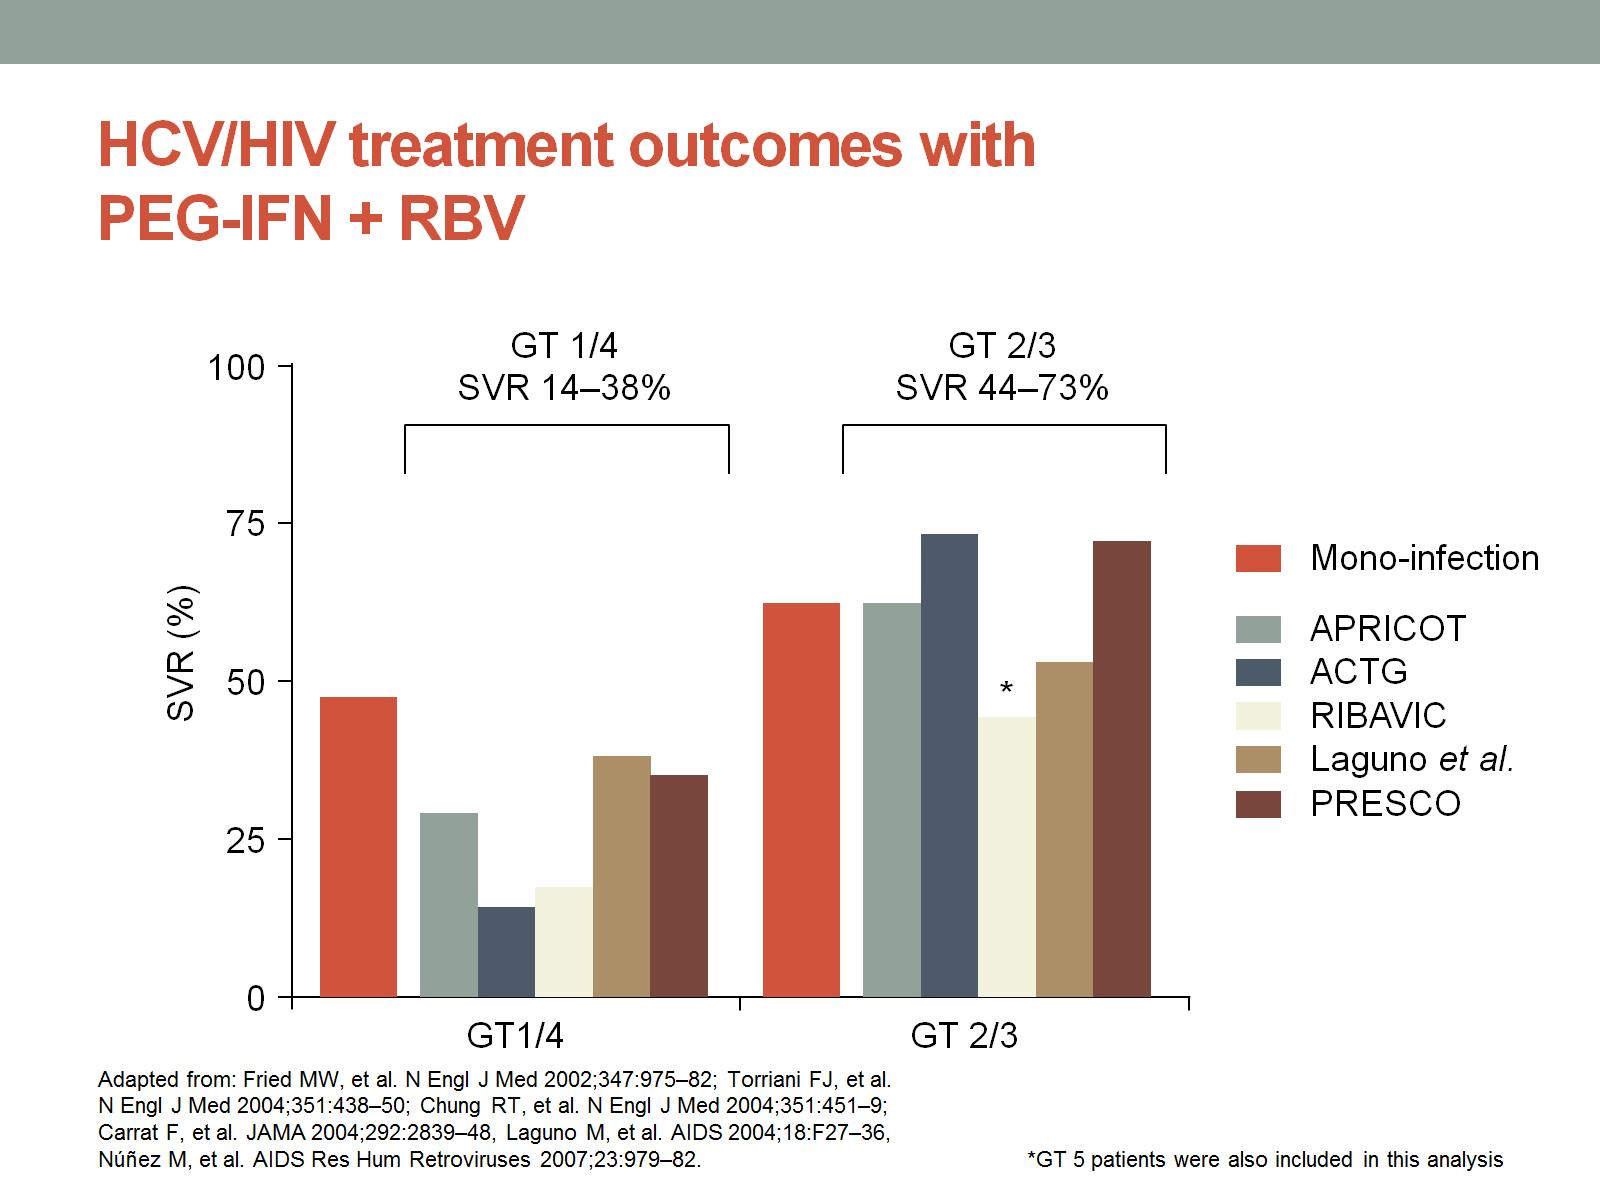 HCV/HIV treatment outcomes with
PEG-IFN + RBV
GT 1/4
SVR 14–38%
GT 2/3
SVR 44–73%
100
75
50
25
0
SVR (%)
*
GT1/4
GT 2/3
Mono-infection
APRICOT
ACTG
RIBAVIC
Laguno et al.
PRESCO
Adapted from: Fried MW, et al. N Engl J Med 2002;347:975–82; Torriani FJ, et al.
N Engl J Med 2004;351:438–50; Chung RT, et al. N Engl J Med 2004;351:451–9;
Carrat F, et al. JAMA 2004;292:2839–48, Laguno M, et al. AIDS 2004;18:F27–36,
Núñez M, et al. AIDS Res Hum Retroviruses 2007;23:979–82.
*GT 5 patients were also included in this analysis